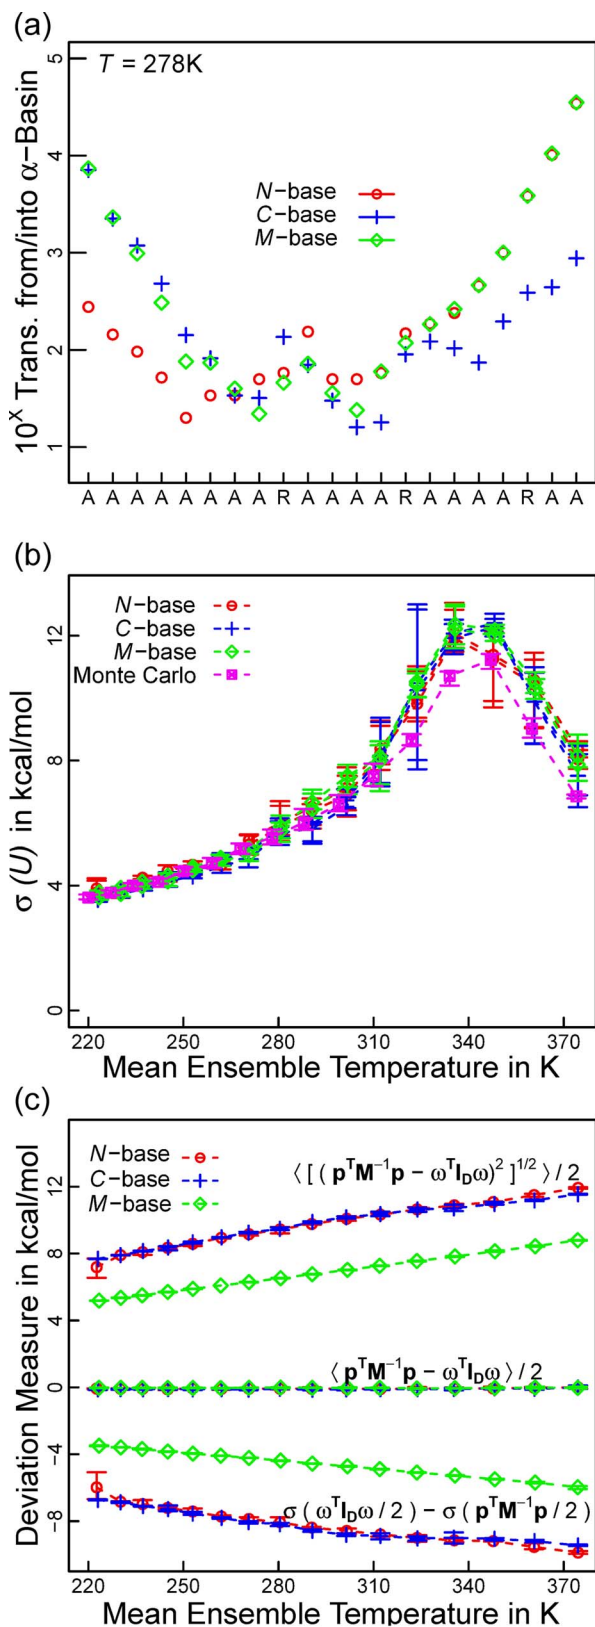 (a)
T = 278K
10^x Trans. from/into α−Basin
5
4
3
2
1
N−base
C−base
M−base
A A A A A A A A R A A A A R A A A A R A A
(b)
N−base
C−base
M−base
Monte Carlo
σ (U) in kcal/mol
12
8
4
0
220 250 280 310 340 370
Mean Ensemble Temperature in K
(c)
N−base
C−base
M−base
Deviation Measure in kcal/mol
12
8
4
0
−4
−8
⟨ [ ( p^T M^−1 p − ω^T I_D ω )^2 ]^1/2 ⟩ / 2
⟨ p^T M^−1 p − ω^T I_D ω ⟩ / 2
σ ( ω^T I_D ω / 2 ) − σ ( p^T M^−1 p / 2 )
220 250 280 310 340 370
Mean Ensemble Temperature in K